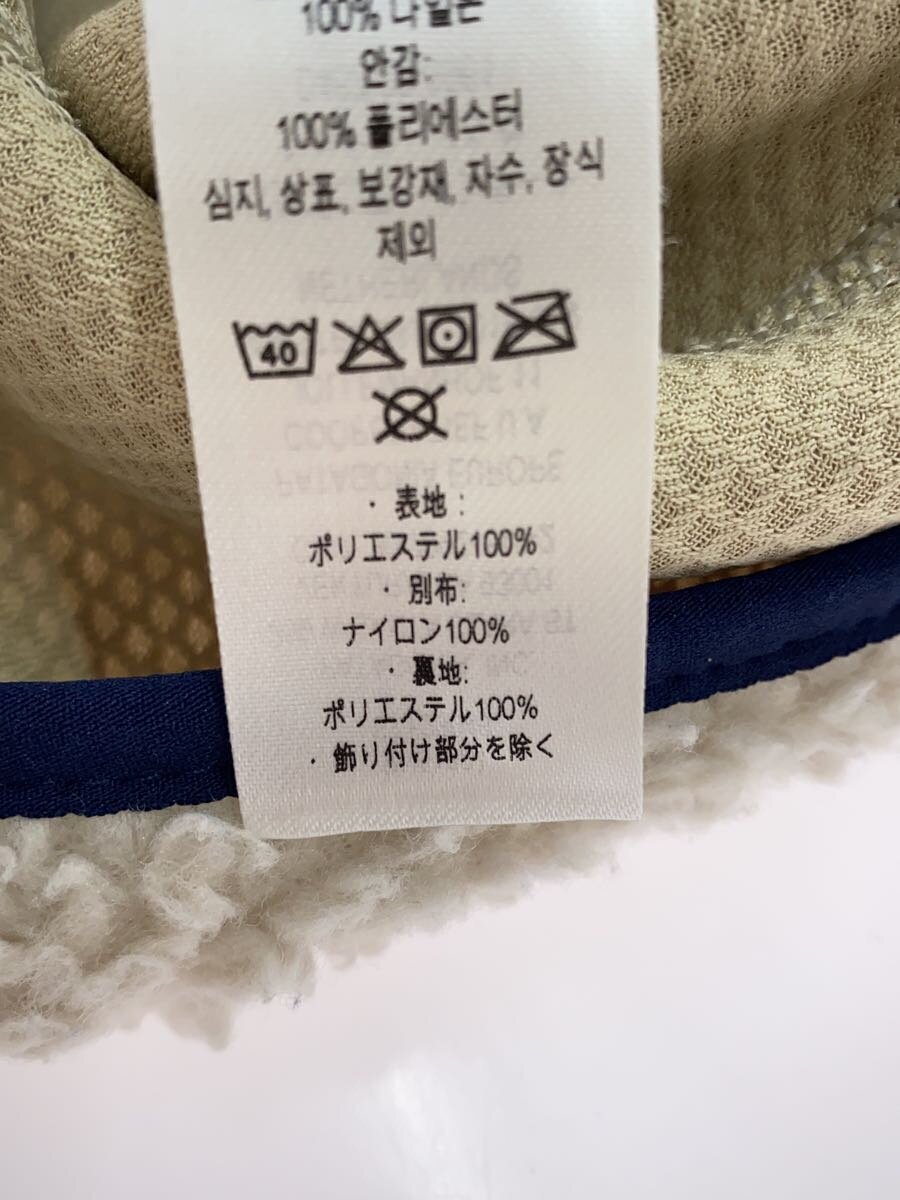 100% 나일론
안감:
100% 폴리에스터
심지, 상표, 보강재, 자수, 장식
제외
40
・表地 :
ポリエステル100%
・別布:
ナイロン100%
・裏地:
ポリエステル100%
・飾り付け部分を除く